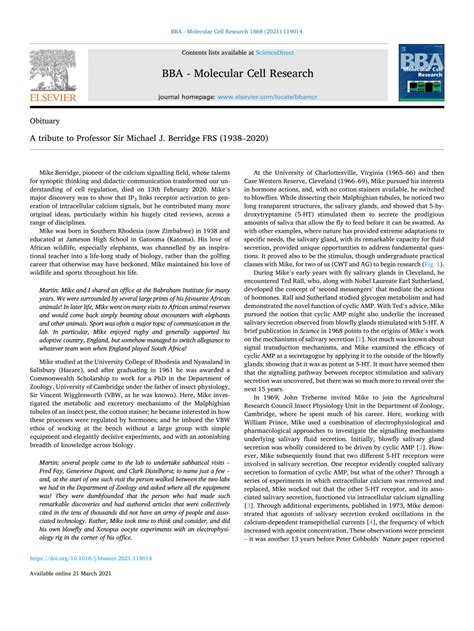 BBA - Molecular Cell Research 1868 (2021) 119014
Contents lists available at ScienceDirect
BBA - Molecular Cell Research
journal homepage: www.elsevier.com/locate/bbamcr
ELSEVIER
BBA
Molecular Cell
Research
Obituary
A tribute to Professor Sir Michael J. Berridge FRS (1938–2020)
Mike Berridge, pioneer of the calcium signalling field, whose talents
for synoptic thinking and didactic communication transformed our un-
derstanding of cell regulation, died on 13th February 2020. Mike's
major discovery was to show that IP₃ links receptor activation to gen-
eration of intracellular calcium signals, but he contributed many more
original ideas, particularly within his hugely cited reviews, across a
range of disciplines.
Mike was born in Southern Rhodesia (now Zimbabwe) in 1938 and
educated at Jameson High School in Gatooma (Katoma). His love of
African wildlife, especially elephants, was channelled by an inspira-
tional teacher into a life-long study of biology, rather than the golfing
career that otherwise may have beckoned. Mike maintained his love of
wildlife and sports throughout his life.
Martin: Mike and I shared an office at the Babraham Institute for many
years. We were surrounded by several large prints of his favourite African
animals! In later life, Mike went on many visits to African animal reserves
and would come back simply beaming about encounters with elephants
and other animals. Sport was often a major topic of communication in the
lab. In particular, Mike enjoyed rugby and generally supported his
adoptive country, England, but somehow managed to switch allegiance to
whatever team won when England played South Africa!
Mike studied at the University College of Rhodesia and Nyasaland in
Salisbury (Harare), and after graduating in 1961 he was awarded a
Commonwealth Scholarship to work for a PhD in the Department of
Zoology, University of Cambridge under the father of insect physiology,
Sir Vincent Wigglesworth (VBW, as he was known). Here, Mike inves-
tigated the metabolic and excretory mechanisms of the Malphighian
tubules of an insect pest, the cotton stainer; he became interested in how
these processes were regulated by hormones; and he imbued the VBW
ethos of working at the bench without a large group with simple
equipment and elegantly decisive experiments, and with an astonishing
breadth of knowledge across biology.
Martin: several people came to the lab to undertake sabbatical visits –
Fred Fay, Genevieve Dupont, and Clark Distelhorst; to name just a few –
and, at the start of one such visit the person walked between the two labs
we had in the Department of Zoology and asked where all the equipment
was! They were dumbfounded that the person who had made such
remarkable discoveries and had authored articles that were collectively
cited in the tens of thousands did not have an army of people and asso-
ciated technology. Rather, Mike took time to think and consider, and did
his own blowfly and Xenopus oocyte experiments with an electrophysi-
ology rig in the corner of his office.
At the University of Charlottesville, Virginia (1965–66) and then
Case Western Reserve, Cleveland (1966–69), Mike pursued his interests
in hormone actions, and, with no cotton stainers available, he switched
to blowflies. While dissecting their Malphighian tubules, he noticed two
long transparent structures, the salivary glands, and showed that 5-hy-
droxytryptamine (5-HT) stimulated them to secrete the prodigious
amounts of saliva that allow the fly to feed before it can be swatted. As
with other examples, where nature has provided extreme adaptations to
specific needs, the salivary gland, with its remarkable capacity for fluid
secretion, provided unique opportunities to address fundamental ques-
tions. It proved also to be the stimulus, though undergraduate practical
classes with Mike, for two of us (CWT and AG) to begin research (Fig. 1).
During Mike's early years with fly salivary glands in Cleveland, he
encountered Ted Rall, who, along with Nobel Laureate Earl Sutherland,
developed the concept of 'second messengers' that mediate the actions
of hormones. Rall and Sutherland studied glycogen metabolism and had
demonstrated the novel function of cyclic AMP. With Ted's advice, Mike
pursued the notion that cyclic AMP might also underlie the increased
salivary secretion observed from blowfly glands stimulated with 5-HT. A
brief publication in Science in 1968 points to the origins of Mike's work
on the mechanisms of salivary secretion [1]. Not much was known about
signal transduction mechanisms, and Mike examined the efficacy of
cyclic AMP as a secretagogue by applying it to the outside of the blowfly
glands; showing that it was as potent as 5-HT. It must have seemed then
that the signalling pathway between receptor stimulation and salivary
secretion was uncovered, but there was so much more to reveal over the
next 15 years.
In 1969, John Treherne invited Mike to join the Agricultural
Research Council Insect Physiology Unit in the Department of Zoology,
Cambridge, where he spent much of his career. Here, working with
William Prince, Mike used a combination of electrophysiological and
pharmacological approaches to investigate the signalling mechanisms
underlying salivary fluid secretion. Initially, blowfly salivary gland
secretion was wholly considered to be driven by cyclic AMP [2]. How-
ever, Mike subsequently found that two different 5-HT receptors were
involved in salivary secretion. One receptor evidently coupled salivary
secretion to formation of cyclic AMP, but what of the other? Through a
series of experiments in which extracellular calcium was removed and
replaced, Mike worked out that the other 5-HT receptor, and its asso-
ciated salivary secretion, functioned via intracellular calcium signalling
[3]. Through additional experiments, published in 1973, Mike demon-
strated that agonists of salivary secretion evoked oscillations in the
calcium-dependent transepithelial currents [4], the frequency of which
increased with agonist concentration. These observations were prescient
– it was another 13 years before Peter Cobbolds' Nature paper reported
https://doi.org/10.1016/j.bbamcr.2021.119014
Available online 21 March 2021